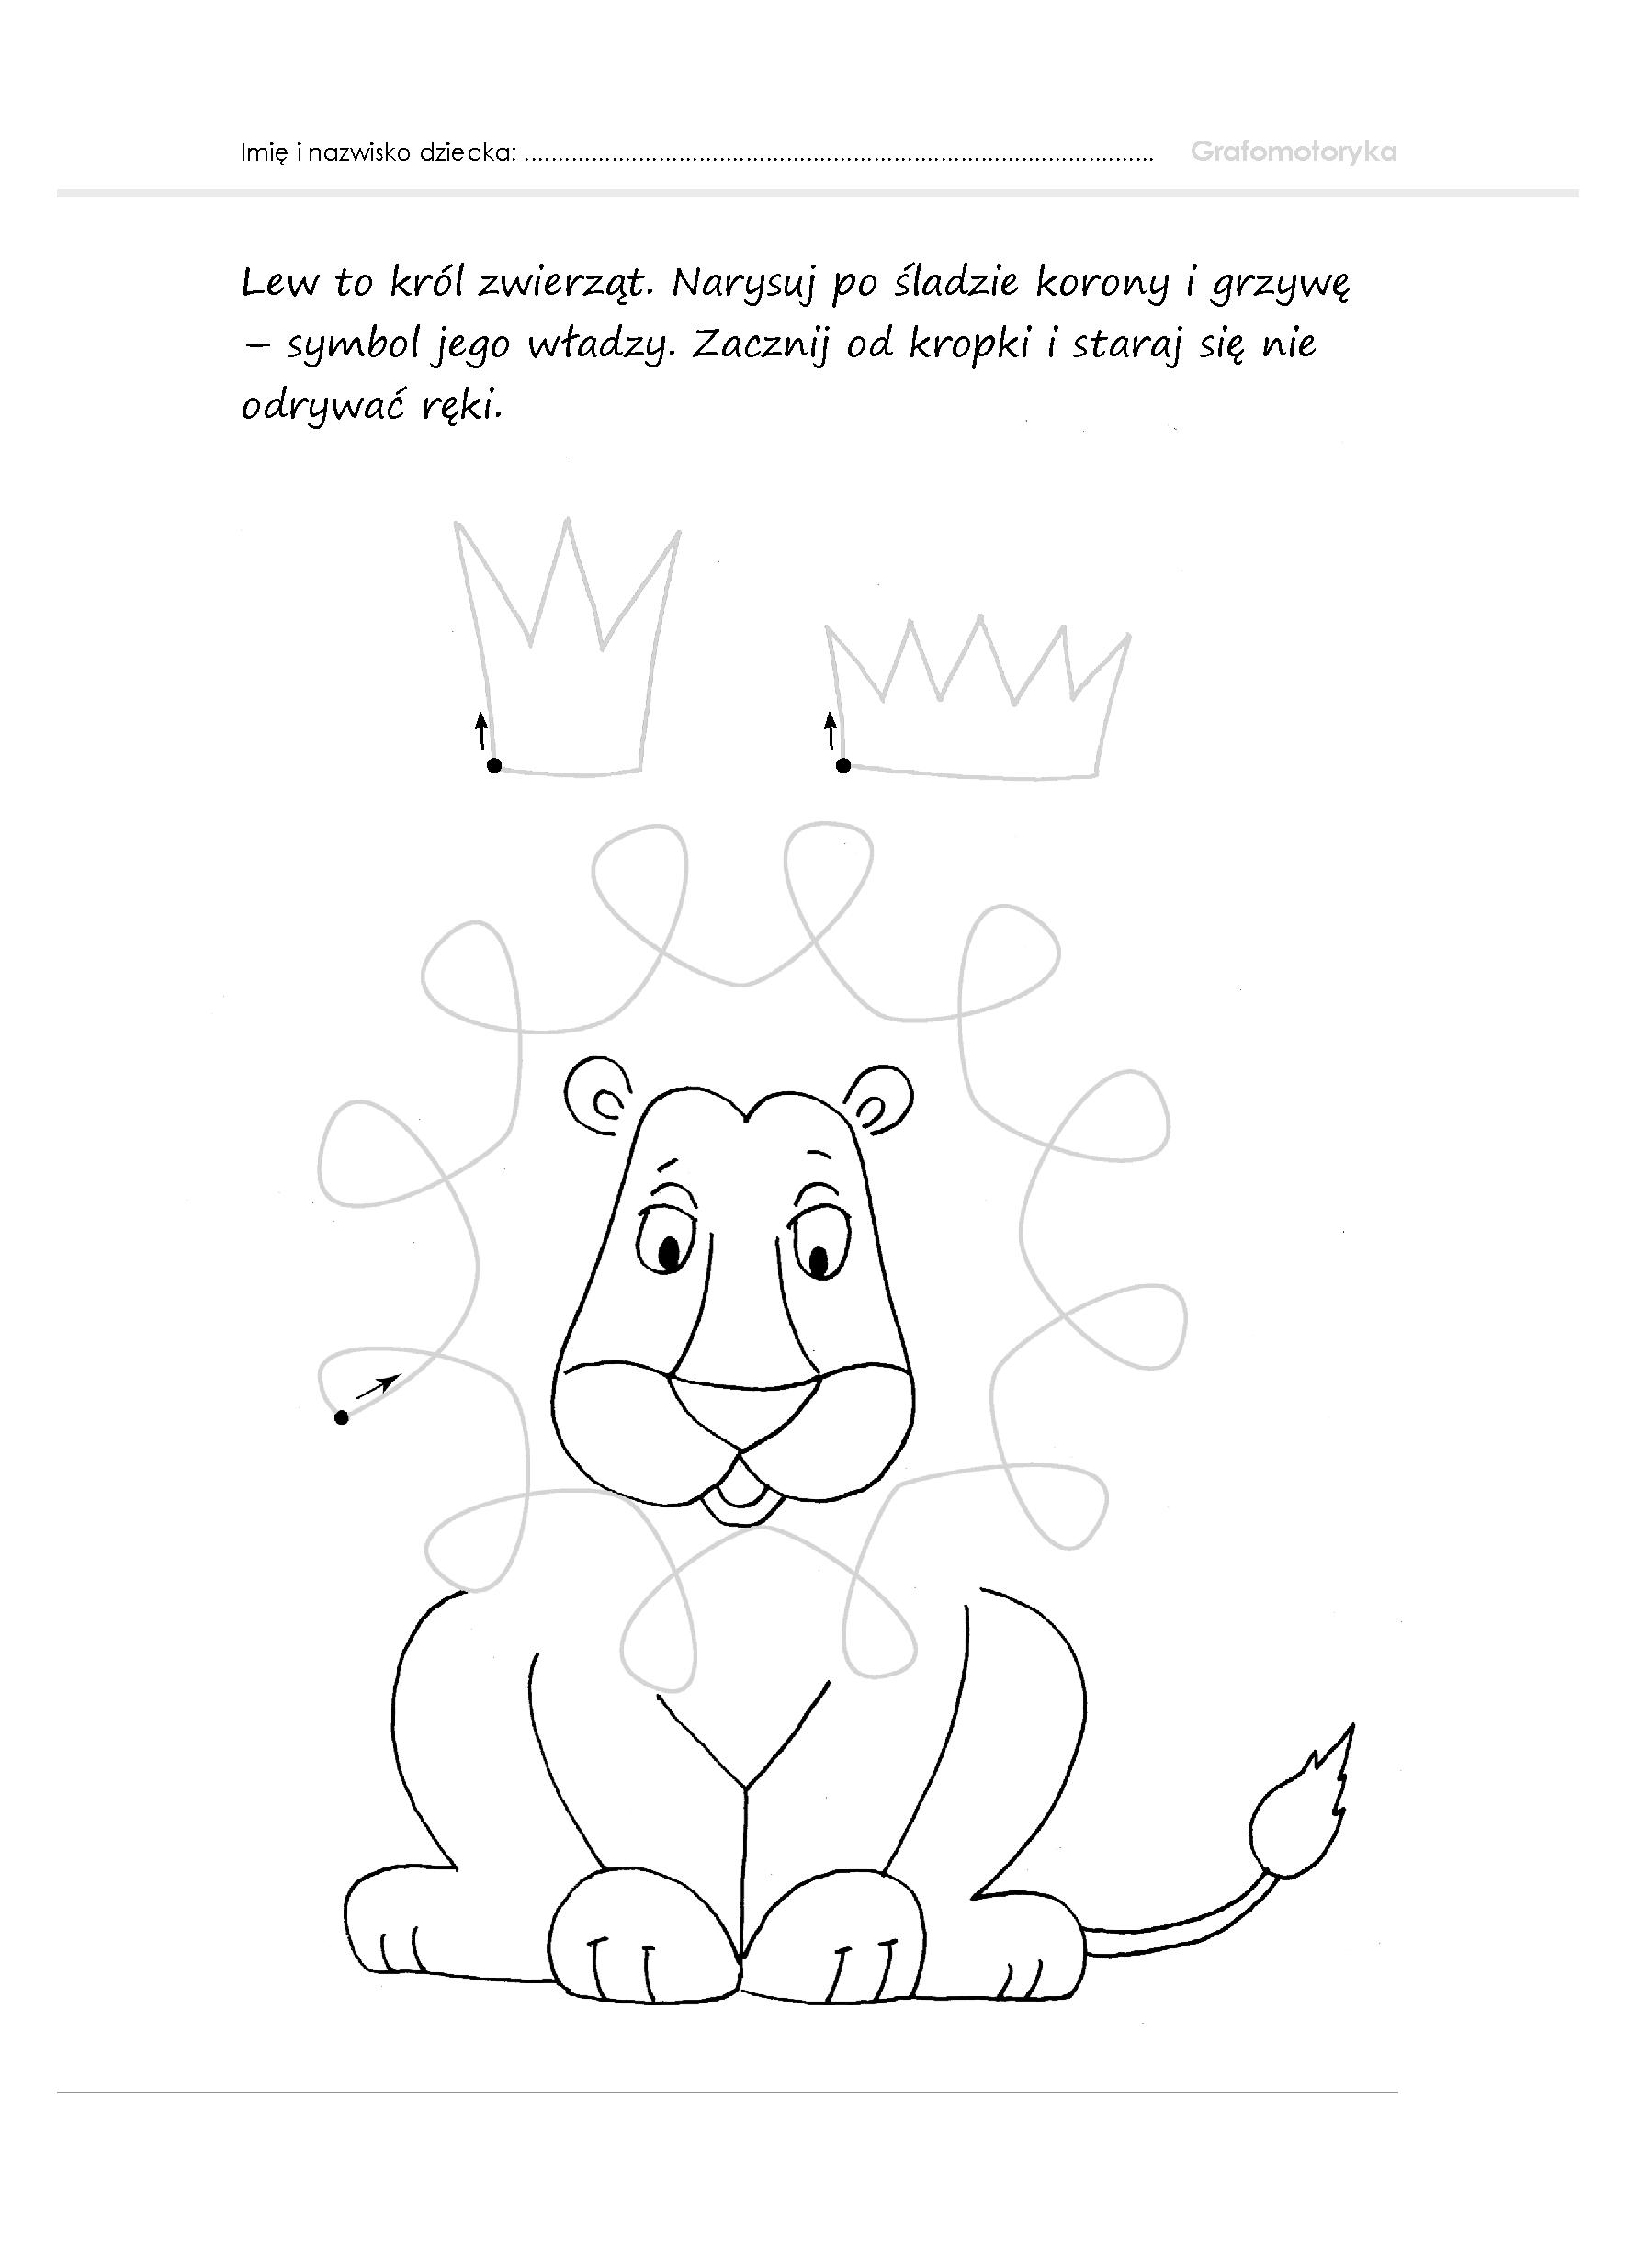 Imię i nazwisko dziecka: ............................................................................................... Grafomotoryka
Lew to król zwierząt. Narysuj po śladzie korony i grzywę
– symbol jego władzy. Zacznij od kropki i staraj się nie
odrywać ręki.